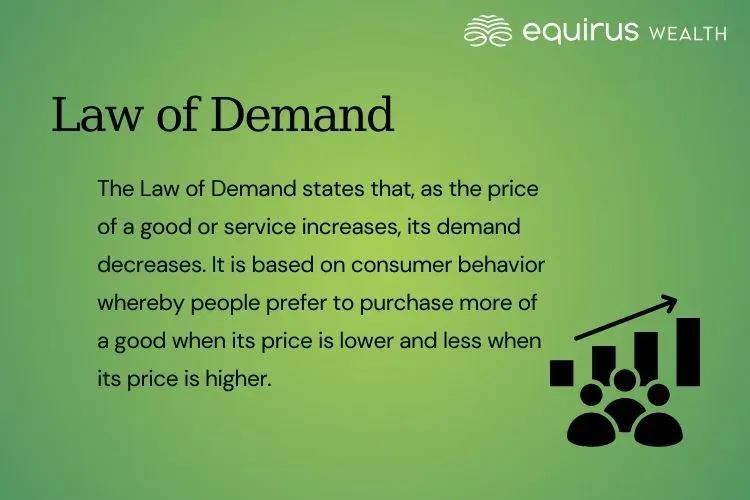 equirus WEALTH
Law of Demand
The Law of Demand states that, as the price
of a good or service increases, its demand
decreases. It is based on consumer behavior
whereby people prefer to purchase more of
a good when its price is lower and less when
its price is higher.